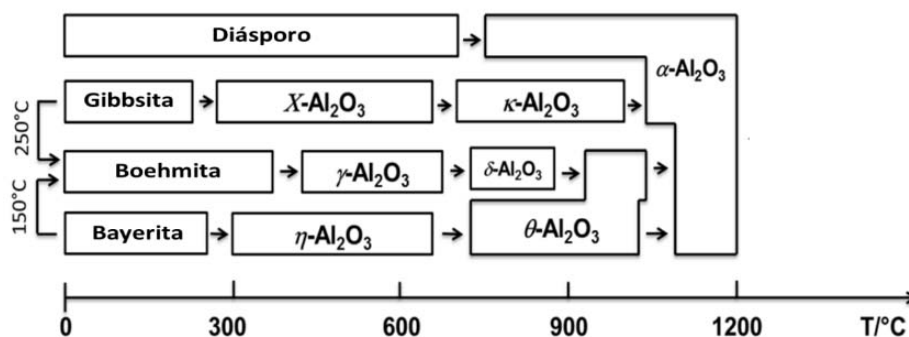 Diásporo
α-Al₂O₃
Gibbsita
X-Al₂O₃
κ-Al₂O₃
250°C
Boehmita
γ-Al₂O₃
δ-Al₂O₃
150°C
Bayerita
η-Al₂O₃
θ-Al₂O₃
0 300 600 900 1200 T/°C